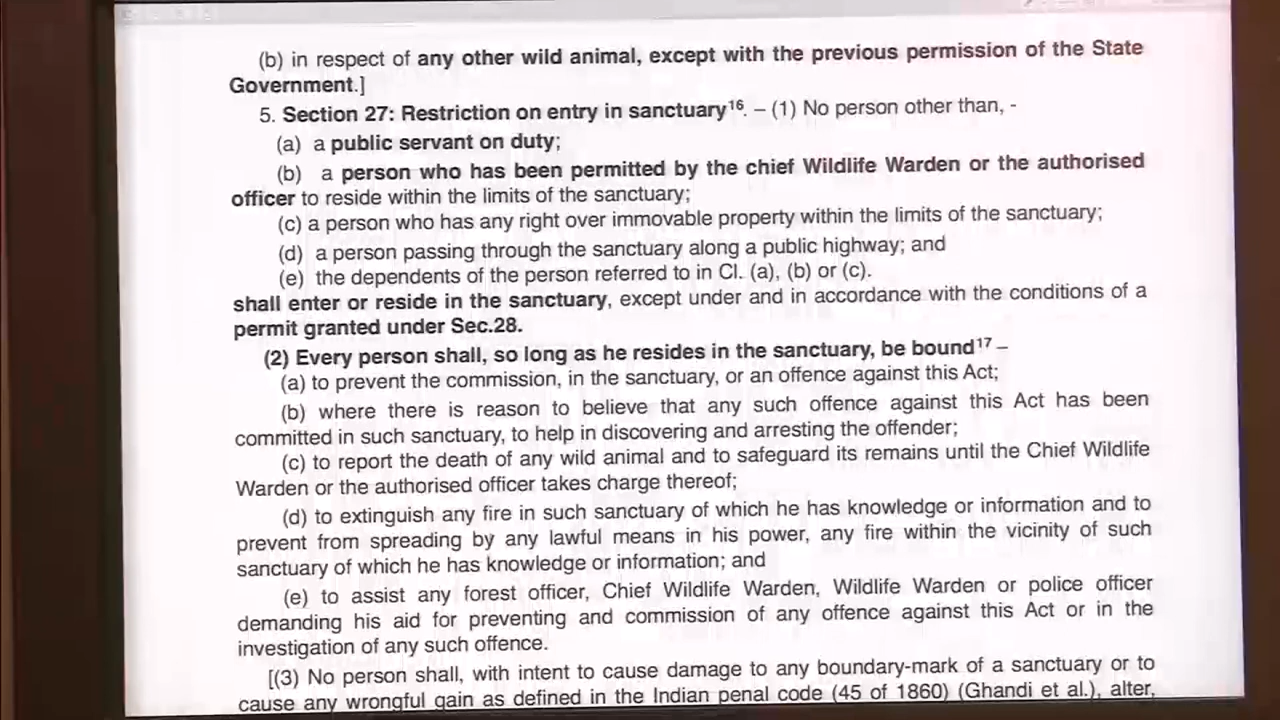 (b) in respect of any other wild animal, except with the previous permission of the State
Government.]
5. Section 27: Restriction on entry in sanctuary¹⁶. – (1) No person other than, -
(a) a public servant on duty;
(b) a person who has been permitted by the chief Wildlife Warden or the authorised
officer to reside within the limits of the sanctuary;
(c) a person who has any right over immovable property within the limits of the sanctuary;
(d) a person passing through the sanctuary along a public highway; and
(e) the dependents of the person referred to in Cl. (a), (b) or (c).
shall enter or reside in the sanctuary, except under and in accordance with the conditions of a
permit granted under Sec.28.
(2) Every person shall, so long as he resides in the sanctuary, be bound¹⁷ –
(a) to prevent the commission, in the sanctuary, or an offence against this Act;
(b) where there is reason to believe that any such offence against this Act has been
committed in such sanctuary, to help in discovering and arresting the offender;
(c) to report the death of any wild animal and to safeguard its remains until the Chief Wildlife
Warden or the authorised officer takes charge thereof;
(d) to extinguish any fire in such sanctuary of which he has knowledge or information and to
prevent from spreading by any lawful means in his power, any fire within the vicinity of such
sanctuary of which he has knowledge or information; and
(e) to assist any forest officer, Chief Wildlife Warden, Wildlife Warden or police officer
demanding his aid for preventing and commission of any offence against this Act or in the
investigation of any such offence.
[(3) No person shall, with intent to cause damage to any boundary-mark of a sanctuary or to
cause any wrongful gain as defined in the Indian penal code (45 of 1860) (Ghandi et al.), alter,